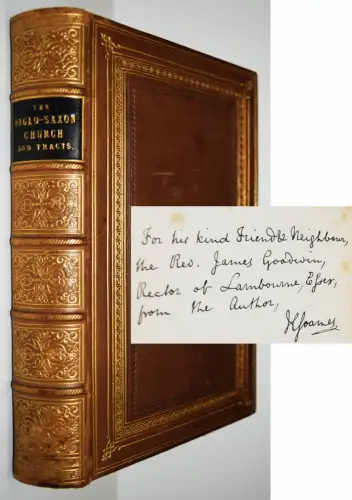 THE
ANGLO-SAXON
CHURCH
AND TRACTS.
For his kind Friend & Neighbour,
the Rev. James Goodwin,
Rector of Lambourne, Essex,
from the Author,
H Soames